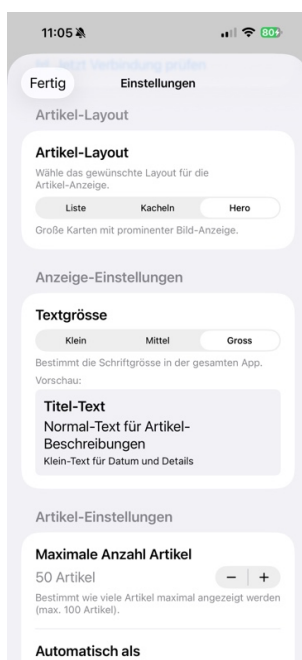 11:05
80
Jetzt Verbindung prüfen
Fertig
Einstellungen
Artikel-Layout
Artikel-Layout
Wähle das gewünschte Layout für die
Artikel-Anzeige.
Liste Kacheln Hero
Große Karten mit prominenter Bild-Anzeige.
Anzeige-Einstellungen
Textgrösse
Klein Mittel Gross
Bestimmt die Schriftgrösse in der gesamten App.
Vorschau:
Titel-Text
Normal-Text für Artikel-
Beschreibungen
Klein-Text für Datum und Details
Artikel-Einstellungen
Maximale Anzahl Artikel
50 Artikel
− +
Bestimmt wie viele Artikel maximal angezeigt werden
(max. 100 Artikel).
Automatisch als